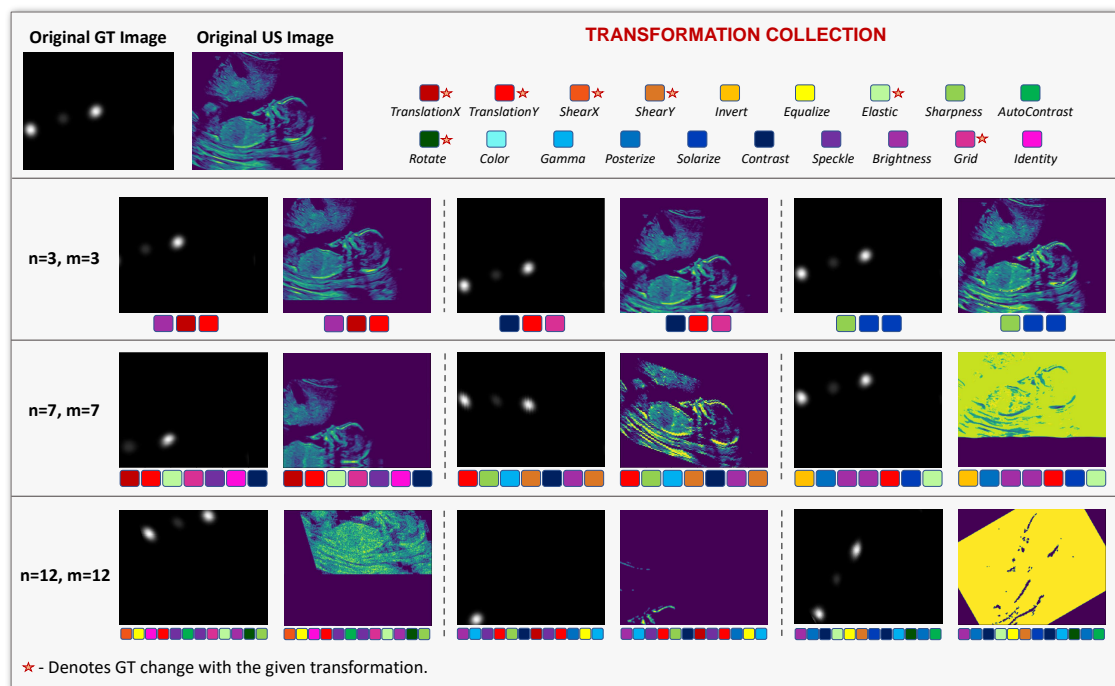 Original GT Image
Original US Image
TRANSFORMATION COLLECTION
TranslationX TranslationY ShearX ShearY Invert Equalize Elastic Sharpness AutoContrast
Rotate Color Gamma Posterize Solarize Contrast Speckle Brightness Grid Identity
n=3, m=3
n=7, m=7
n=12, m=12
- Denotes GT change with the given transformation.